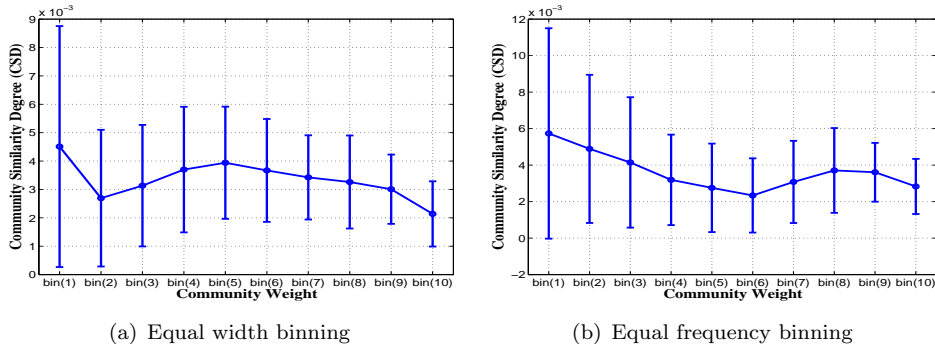 x 10⁻³
9
8
7
6
5
4
3
2
1
0
Community Similarity Degree (CSD)
bin(1) bin(2) bin(3) bin(4) bin(5) bin(6) bin(7) bin(8) bin(9) bin(10)
Community Weight
(a) Equal width binning
x 10⁻³
12
10
8
6
4
2
0
−2
Community Similarity Degree (CSD)
bin(1) bin(2) bin(3) bin(4) bin(5) bin(6) bin(7) bin(8) bin(9) bin(10)
Community Weight
(b) Equal frequency binning